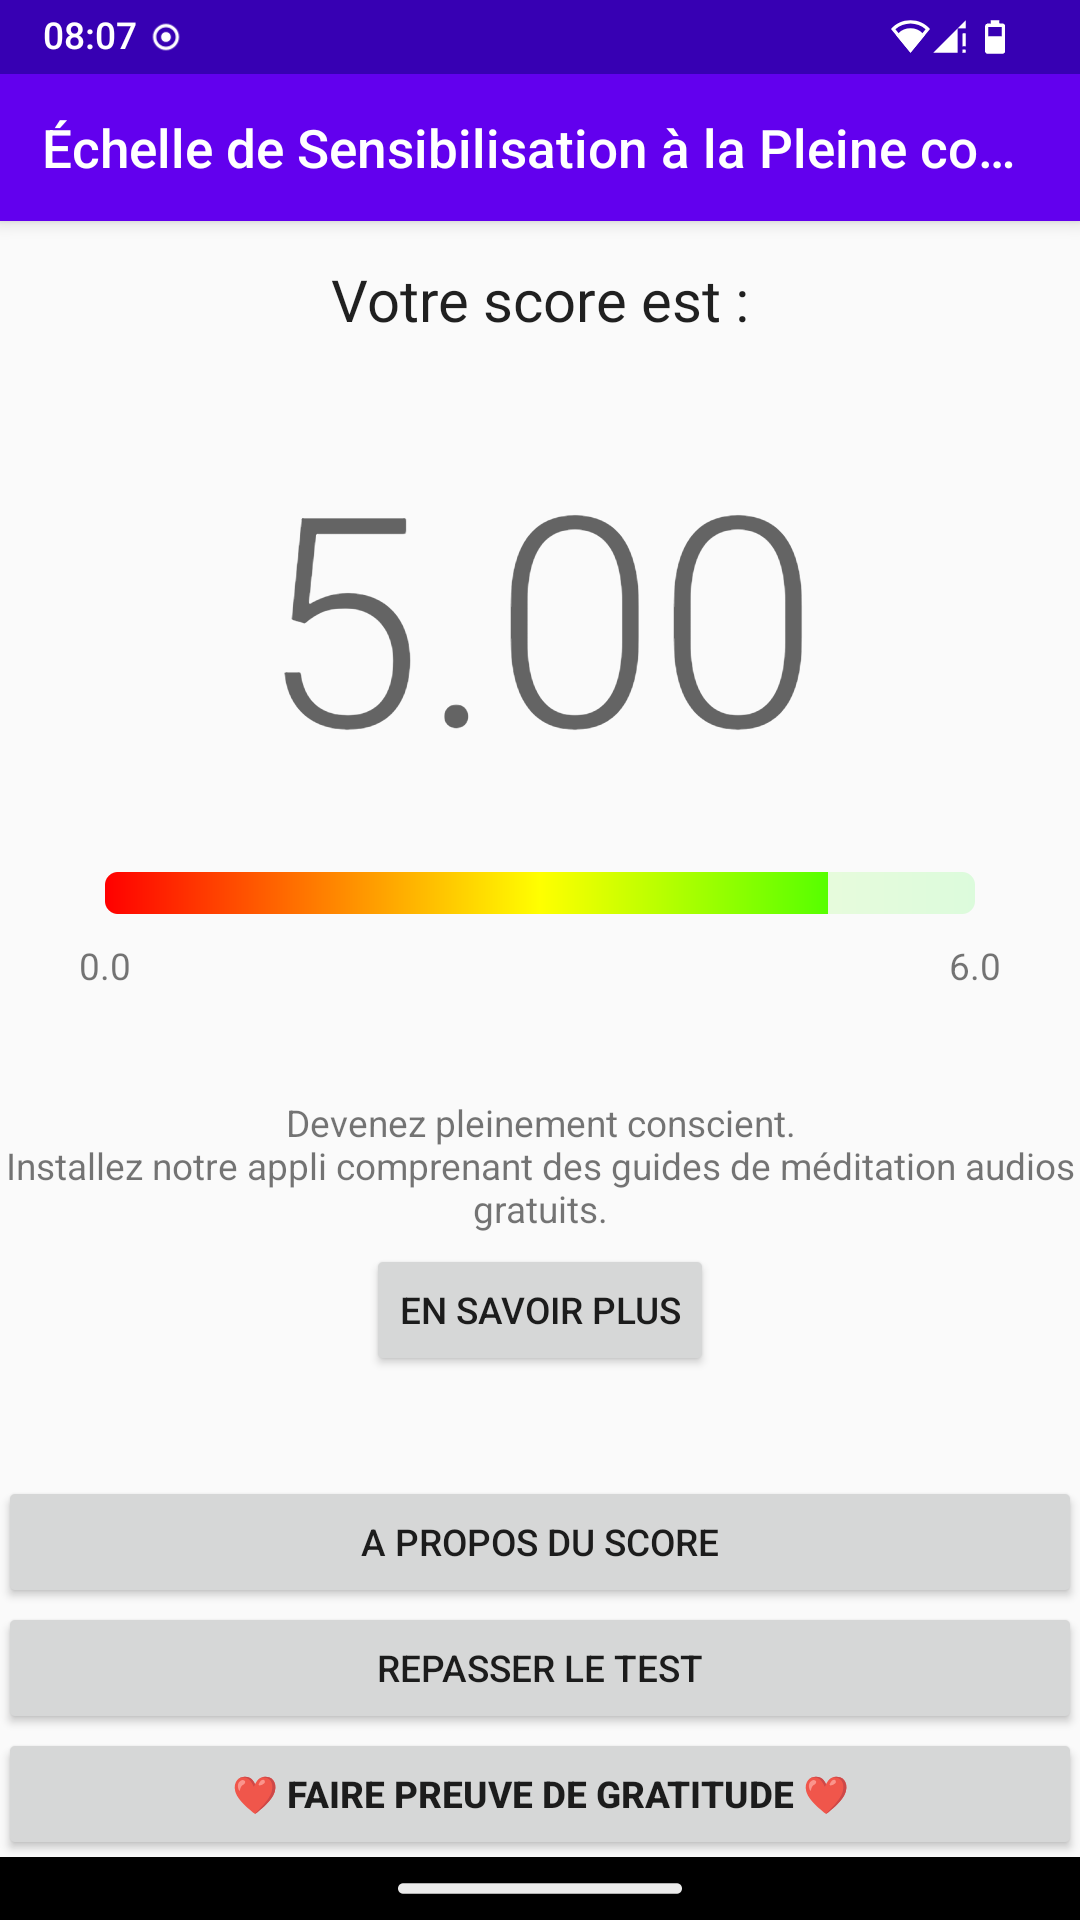 08:07
Échelle de Sensibilisation à la Pleine co...
Votre score est :
5.00
0.0
6.0
Devenez pleinement conscient.
Installez notre appli comprenant des guides de méditation audios
gratuits.
EN SAVOIR PLUS
A PROPOS DU SCORE
REPASSER LE TEST
❤️ FAIRE PREUVE DE GRATITUDE ❤️